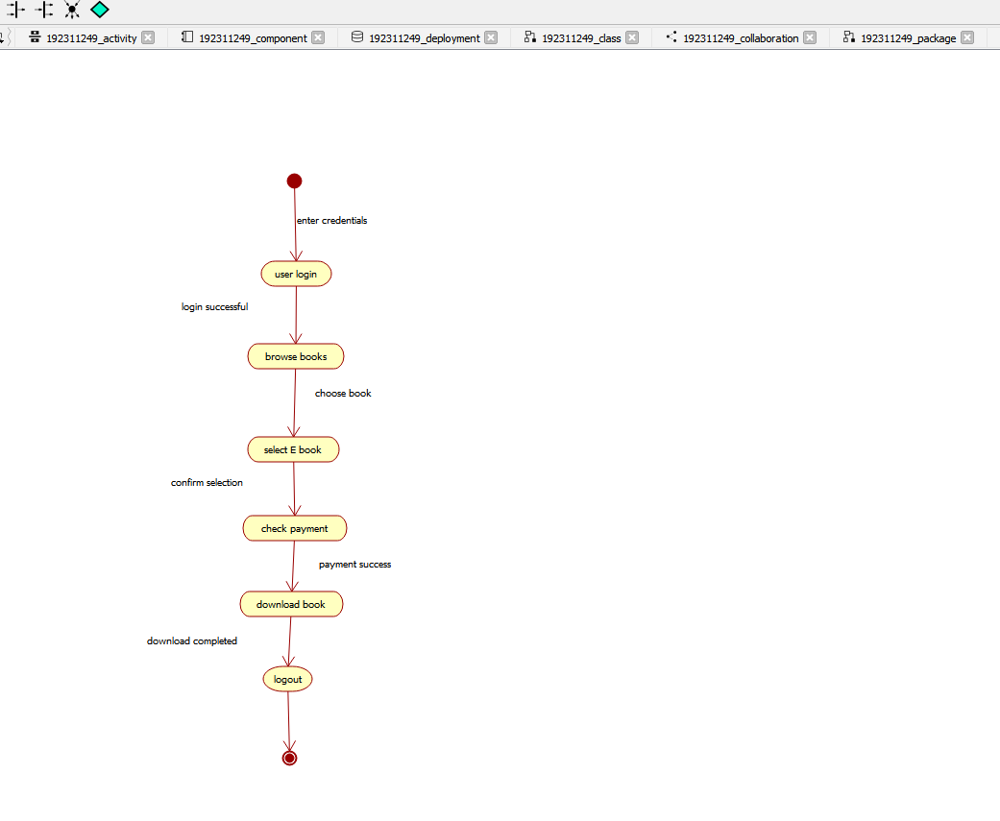 192311249_activity
192311249_component
192311249_deployment
192311249_class
192311249_collaboration
192311249_package
enter credentials
user login
login successful
browse books
choose book
select E book
confirm selection
check payment
payment success
download book
download completed
logout